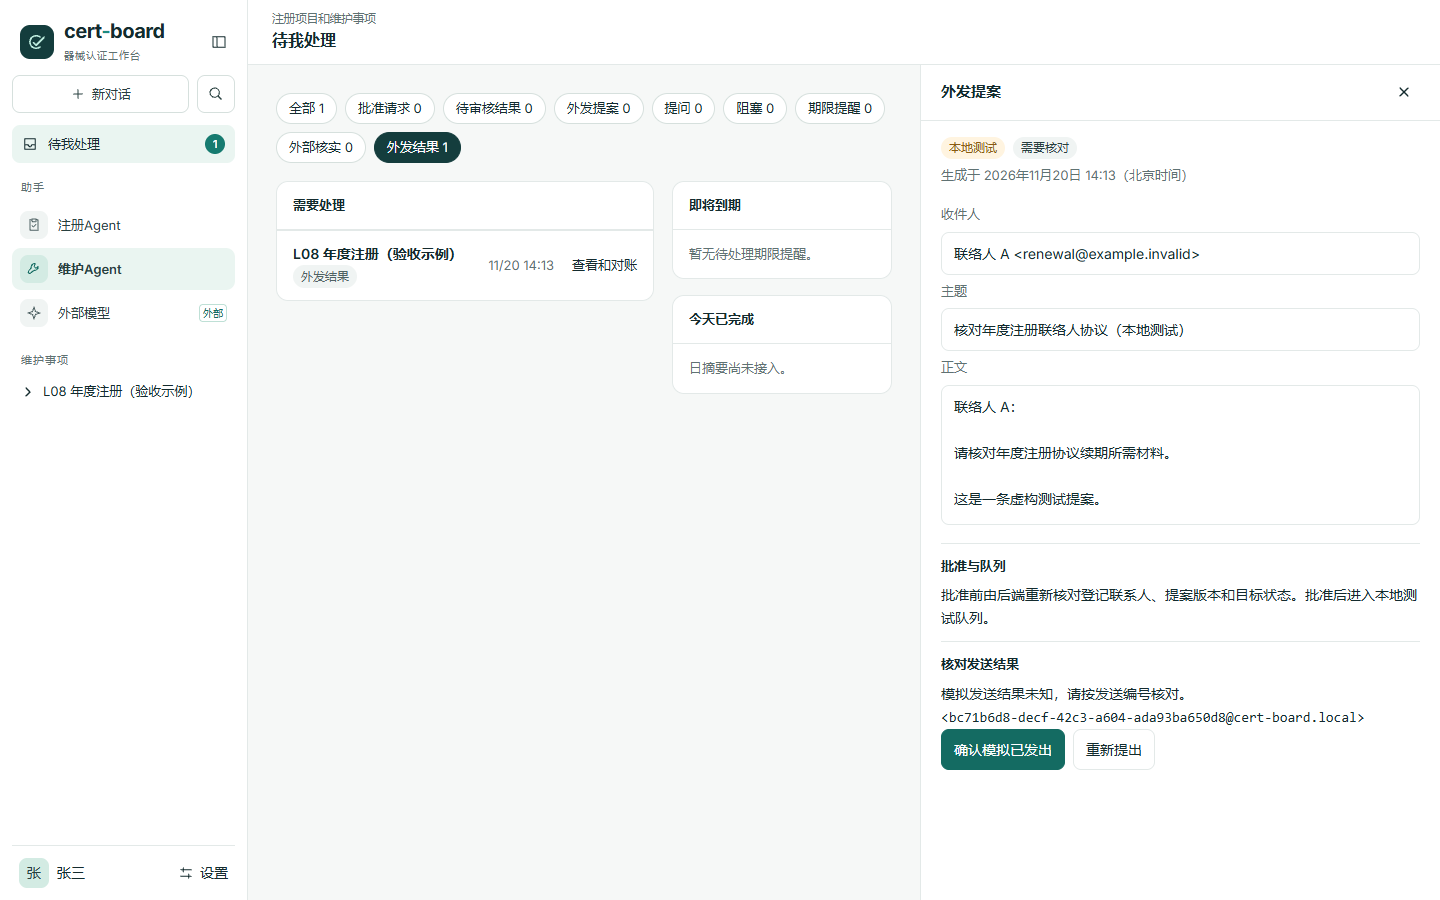 cert-board
器械认证工作台
新对话
待我处理 1
助手
注册Agent
维护Agent
外部模型 外部
维护事项
L08 年度注册（验收示例）
张 张三 设置
注册项目和维护事项
待我处理
全部 1 批准请求 0 待审核结果 0 外发提案 0 提问 0 阻塞 0 期限提醒 0
外部核实 0 外发结果 1
需要处理
L08 年度注册（验收示例）
外发结果
11/20 14:13 查看和对账
即将到期
暂无待处理期限提醒。
今天已完成
日摘要尚未接入。
外发提案
本地测试 需要核对
生成于 2026年11月20日 14:13（北京时间）
收件人
联络人 A <renewal@example.invalid>
主题
核对年度注册联络人协议（本地测试）
正文
联络人 A：
请核对年度注册协议续期所需材料。
这是一条虚构测试提案。
批准与队列
批准前由后端重新核对登记联系人、提案版本和目标状态。批准后进入本地测
试队列。
核对发送结果
模拟发送结果未知，请按发送编号核对。
<bc71b6d8-decf-42c3-a604-ada93ba650d8@cert-board.local>
确认模拟已发出 重新提出